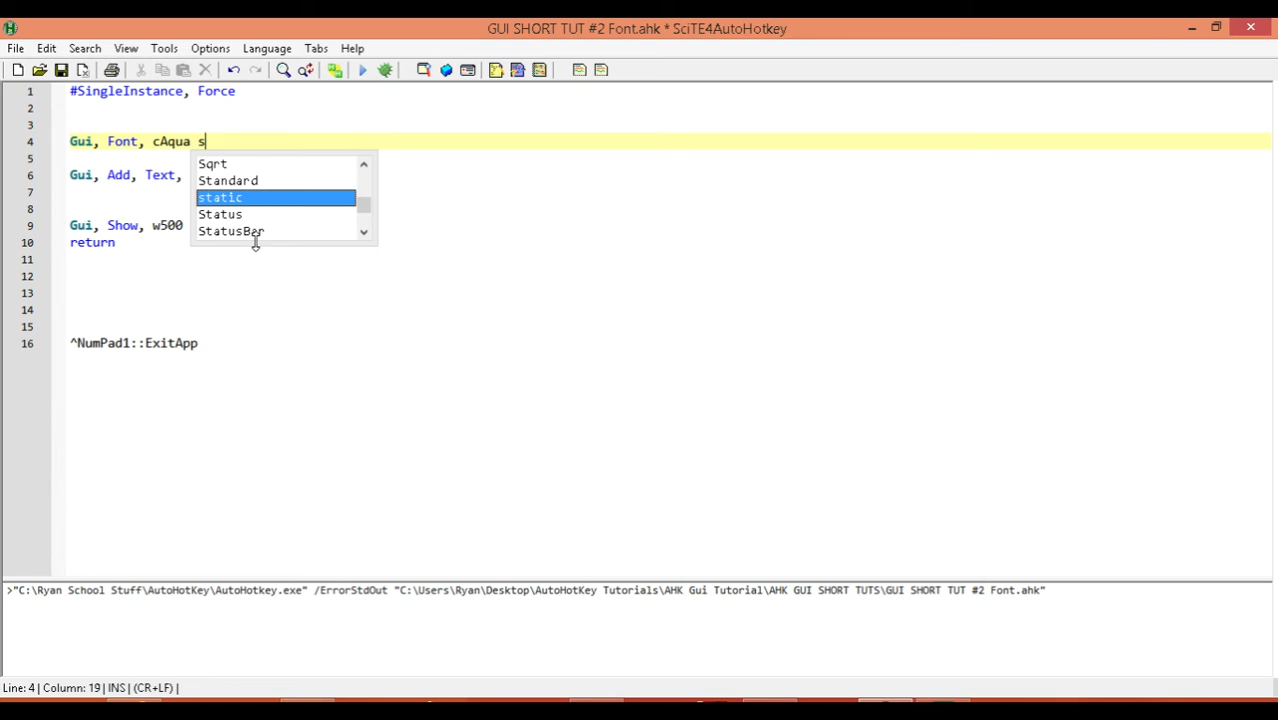 GUI SHORT TUT #2 Font.ahk * SciTE4AutoHotkey
File Edit Search View Tools Options Language Tabs Help
1 #SingleInstance, Force
2
3
4 Gui, Font, cAqua s
5
6 Gui, Add, Text,
7
8
9 Gui, Show, w500
10 return
11
12
13
14
15
16 ^NumPad1::ExitApp
Sqrt
Standard
static
Status
StatusBar
>"C:\Ryan School Stuff\AutoHotKey\AutoHotkey.exe" /ErrorStdOut "C:\Users\Ryan\Desktop\AutoHotKey Tutorials\AHK Gui Tutorial\AHK GUI SHORT TUTS\GUI SHORT TUT #2 Font.ahk"
Line: 4 | Column: 19 | INS | (CR+LF) |